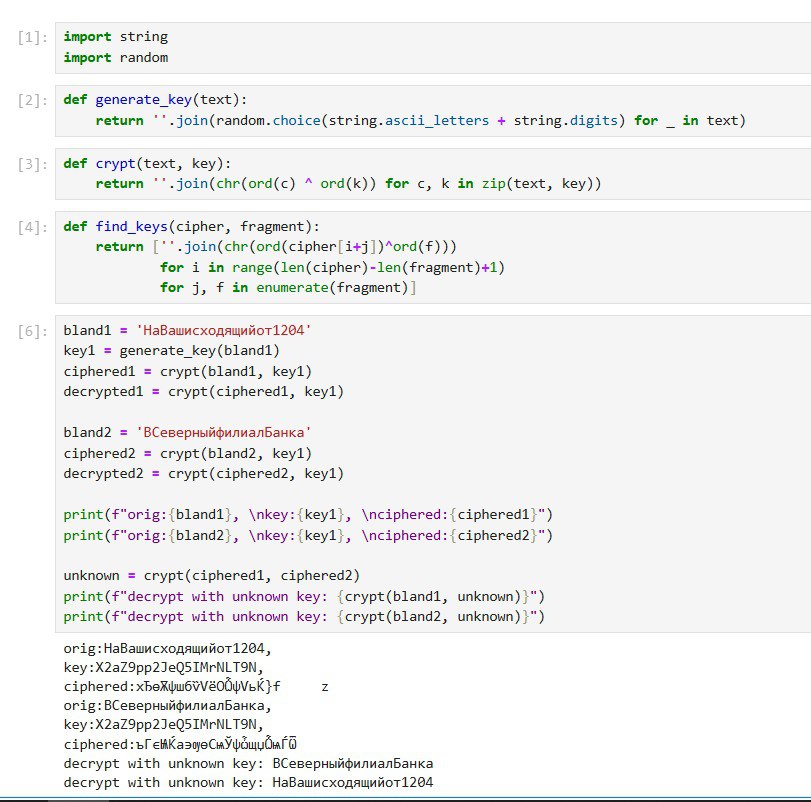 [1]: import string
import random
[2]: def generate_key(text):
return ''.join(random.choice(string.ascii_letters + string.digits) for _ in text)
[3]: def crypt(text, key):
return ''.join(chr(ord(c) ^ ord(k)) for c, k in zip(text, key))
[4]: def find_keys(cipher, fragment):
return [''.join(chr(ord(cipher[i+j])^ord(f)))
for i in range(len(cipher)-len(fragment)+1)
for j, f in enumerate(fragment)]
[6]: bland1 = 'НаВашисходящийот1204'
key1 = generate_key(bland1)
ciphered1 = crypt(bland1, key1)
decrypted1 = crypt(ciphered1, key1)
bland2 = 'ВСеверныйфилиалБанка'
ciphered2 = crypt(bland2, key1)
decrypted2 = crypt(ciphered2, key1)
print(f"orig:{bland1}, \nkey:{key1}, \nciphered:{ciphered1}")
print(f"orig:{bland2}, \nkey:{key1}, \nciphered:{ciphered2}")
unknown = crypt(ciphered1, ciphered2)
print(f"decrypt with unknown key: {crypt(bland1, unknown)}")
print(f"decrypt with unknown key: {crypt(bland2, unknown)}")
orig:НаВашисходящийот1204,
key:X2aZ9pp2JeQ5IMrNLT9N,
ciphered:
orig:ВСеверныйфилиалБанка,
key:X2aZ9pp2JeQ5IMrNLT9N,
ciphered:
decrypt with unknown key: ВСеверныйфилиалБанка
decrypt with unknown key: НаВашисходящийот1204